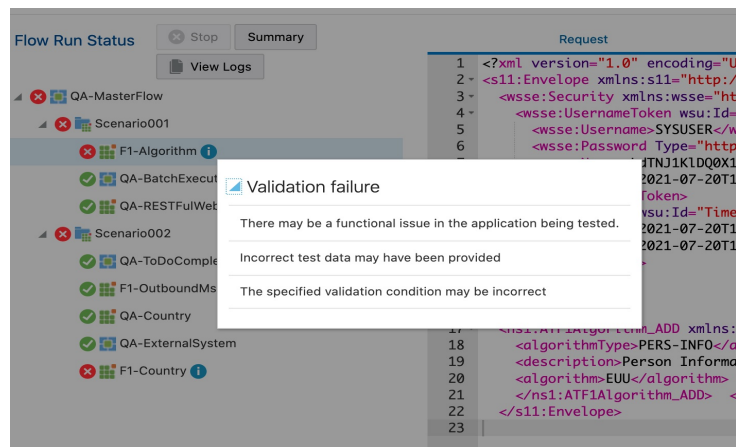 Flow Run Status
Stop
Summary
View Logs
QA-MasterFlow
Scenario001
F1-Algorithm
QA-BatchExecut
QA-RESTFulWeb
Scenario002
QA-ToDoComple
F1-OutboundMs
QA-Country
QA-ExternalSystem
F1-Country
Validation failure
There may be a functional issue in the application being tested.
Incorrect test data may have been provided
The specified validation condition may be incorrect
Request
1 <?xml version="1.0" encoding="U
2 <s11:Envelope xmlns:s11="http:/
3 <wsse:Security xmlns:wsse="ht
4 <wsse:UsernameToken wsu:Id=
5 <wsse:Username>SYSUSER</w
6 <wsse:Password Type="http
dTNJ1KlDQ0X1
2021-07-20T1
Token>
wsu:Id="Time
2021-07-20T1
2021-07-20T1
>
17 <ns1:ATF1Algorithm_ADD xmlns:
18 <algorithmType>PERS-INFO</a
19 <description>Person Informa
20 <algorithm>EUU</algorithm>
21 </ns1:ATF1Algorithm_ADD> <
22 </s11:Envelope>
23